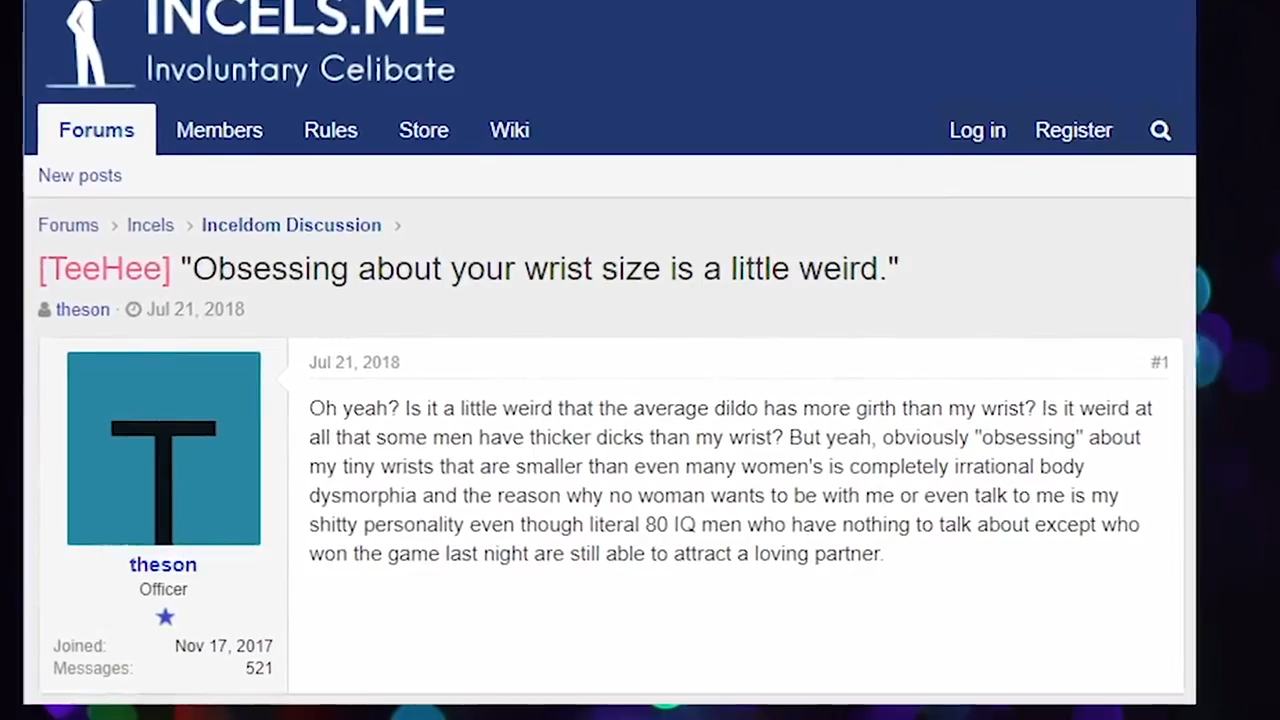 INCELS.ME
Involuntary Celibate
Forums Members Rules Store Wiki Log in Register
New posts
Forums > Incels > Inceldom Discussion >
[TeeHee] "Obsessing about your wrist size is a little weird."
theson · Jul 21, 2018
Jul 21, 2018 #1
Oh yeah? Is it a little weird that the average dildo has more girth than my wrist? Is it weird at
all that some men have thicker dicks than my wrist? But yeah, obviously "obsessing" about
my tiny wrists that are smaller than even many women's is completely irrational body
dysmorphia and the reason why no woman wants to be with me or even talk to me is my
shitty personality even though literal 80 IQ men who have nothing to talk about except who
won the game last night are still able to attract a loving partner.
T
theson
Officer
Joined: Nov 17, 2017
Messages: 521